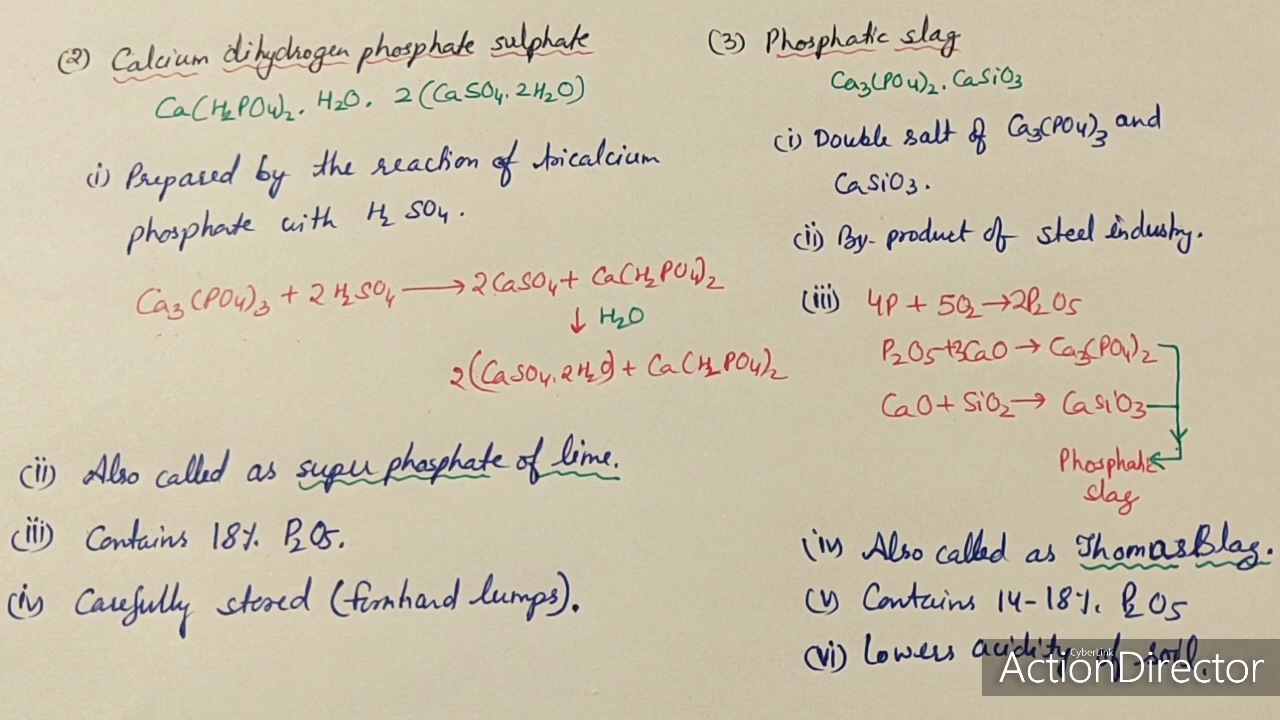 (2) Calcium dihydrogen phosphate sulphate
Ca(H2PO4)2. H2O. 2(CaSO4.2H2O)
(i) Prepared by the reaction of tricalcium
phosphate with H2SO4.
Ca3(PO4)3 + 2H2SO4 ⟶ 2CaSO4 + Ca(H2PO4)2
↓ H2O
2(CaSO4.2H2O) + Ca(H2PO4)2
(ii) Also called as super phosphate of lime.
(iii) Contains 18%. P2O5.
(iv) Carefully stored (form hard lumps).
(3) Phosphatic slag
Ca3(PO4)2.CaSiO3
(i) Double salt of Ca3(PO4)3 and
CaSiO3.
(ii) By-product of steel industry.
(iii) 4P + 5O2 → 2P2O5
P2O5+3CaO → Ca3(PO4)2
CaO + SiO2 → CaSiO3
Phosphatic
slag
(iv) Also called as Thomas Blag.
(v) Contains 14-18%. P2O5
(vi) Lowers acidity of soil.
CyberLink
ActionDirector